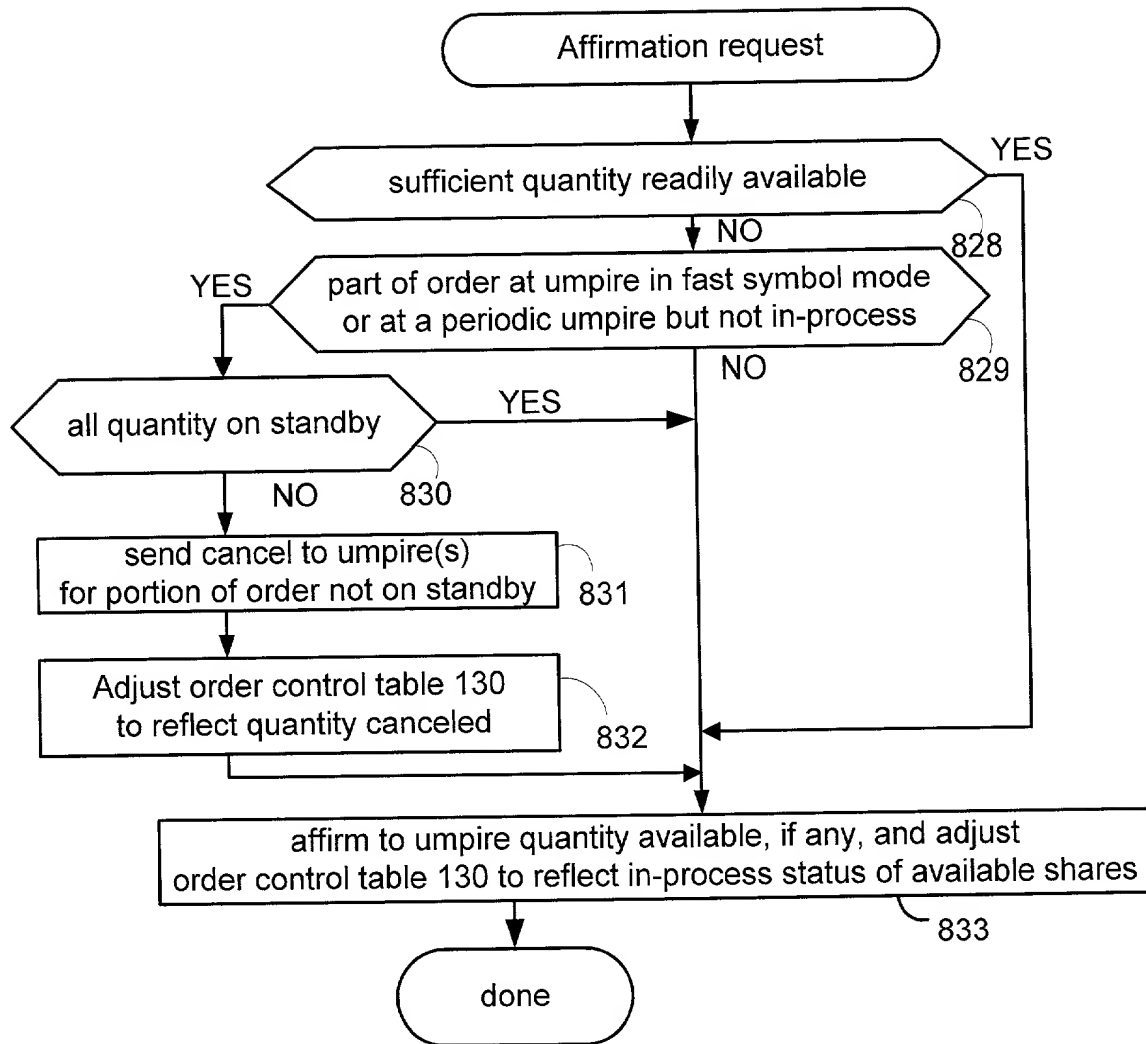 Affirmation request
YES
sufficient quantity readily available
NO
828
YES
part of order at umpire in fast symbol mode
or at a periodic umpire but not in-process
NO
829
all quantity on standby
YES
NO
830
send cancel to umpire(s)
for portion of order not on standby
831
Adjust order control table 130
to reflect quantity canceled
832
affirm to umpire quantity available, if any, and adjust
order control table 130 to reflect in-process status of available shares
833
done